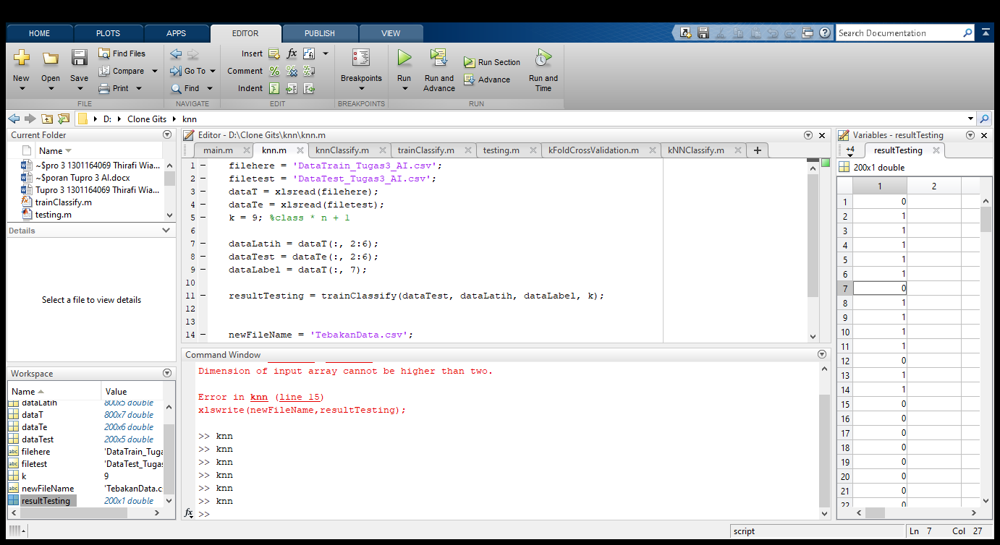 HOME PLOTS APPS EDITOR PUBLISH VIEW Search Documentation
New Open Save Find Files Compare Print Go To Find Insert fx Comment Indent Breakpoints Run Run and Advance Run Section Advance Run and Time
FILE NAVIGATE EDIT BREAKPOINTS RUN
D: Clone Gits knn
Current Folder
Name
~$pro 3 1301164069 Thirafi Wia...
~$poran Tupro 3 AI.docx
Tupro 3 1301164069 Thirafi Wia...
trainClassify.m
testing.m
Details
Select a file to view details
Workspace
Name Value
dataLatih 800x5 double
dataT 800x7 double
dataTe 200x6 double
dataTest 200x5 double
filehere 'DataTrain_Tuga
filetest 'DataTest_Tugas
k 9
newFileName 'TebakanData.c
resultTesting 200x1 double
Editor - D:\Clone Gits\knn\knn.m
main.m knn.m knnClassify.m trainClassify.m testing.m kFoldCrossValidation.m kNNClassify.m +
1 – filehere = 'DataTrain_Tugas3_AI.csv';
2 – filetest = 'DataTest_Tugas3_AI.csv';
3 – dataT = xlsread(filehere);
4 – dataTe = xlsread(filetest);
5 – k = 9; %class * n + 1
6
7 – dataLatih = dataT(:, 2:6);
8 – dataTest = dataTe(:, 2:6);
9 – dataLabel = dataT(:, 7);
10
11 – resultTesting = trainClassify(dataTest, dataLatih, dataLabel, k);
12
13
14 – newFileName = 'TebakanData.csv';
Command Window
Dimension of input array cannot be higher than two.
Error in knn (line 15)
xlswrite(newFileName,resultTesting);
>> knn
>> knn
>> knn
>> knn
>> knn
>> knn
fx >>
Variables - resultTesting
+4 resultTesting
200x1 double
1 2
1 0
2 1
3 1
4 1
5 1
6 1
7 0
8 1
9 1
10 1
11 1
12 0
13 1
14 1
15 0
16 0
17 0
18 0
19 0
20 0
21 0
22 0
script Ln 7 Col 27